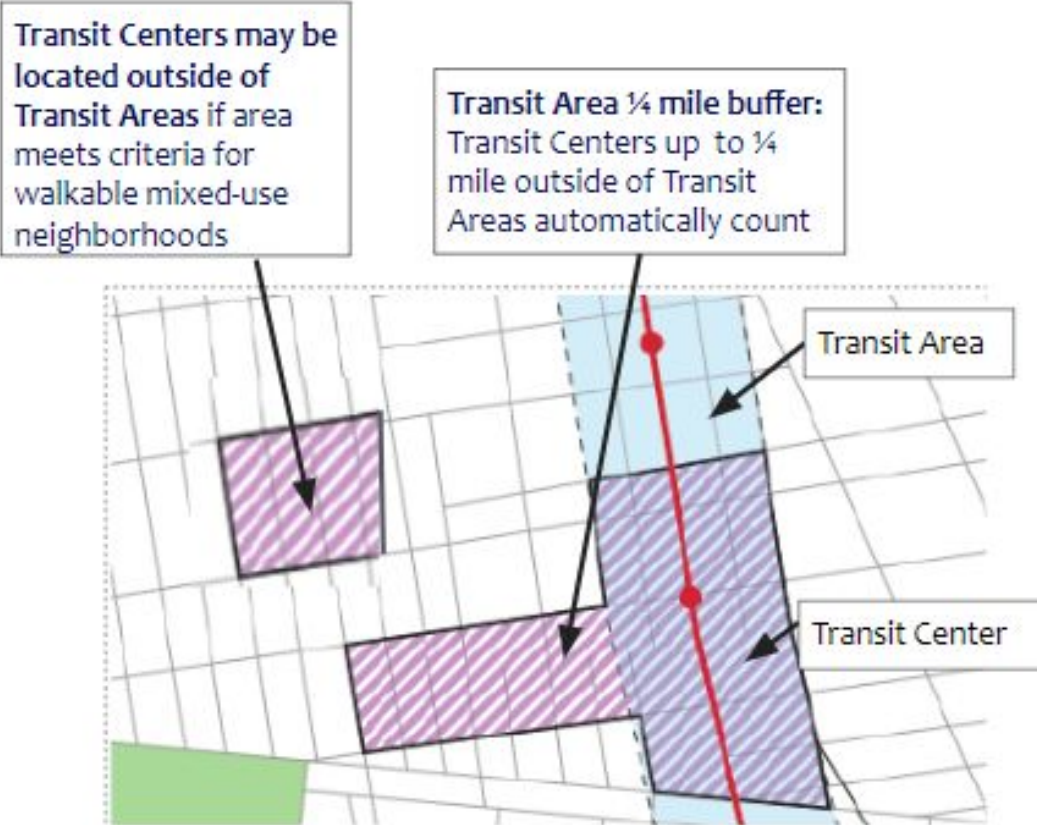 Transit Centers may be
located outside of
Transit Areas if area
meets criteria for
walkable mixed-use
neighborhoods
Transit Area ¼ mile buffer:
Transit Centers up to ¼
mile outside of Transit
Areas automatically count
Transit Area
Transit Center